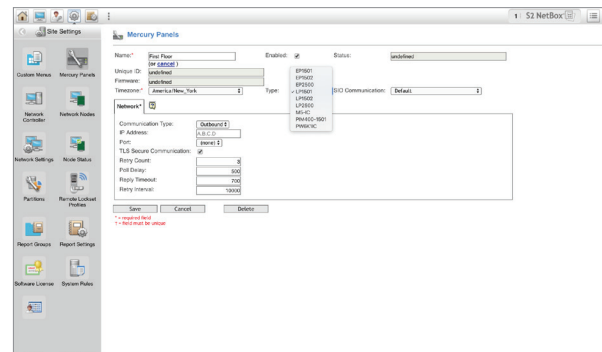 1 S2 NetBox
Site Settings
Mercury Panels
Custom Menus
Mercury Panels
Network Controller
Network Nodes
Network Settings
Node Status
Partitions
Remote Lockset Profiles
Report Groups
Report Settings
Software License
System Rules
Name:*
First Floor
(or cancel )
Enabled:
Status:
undefined
Unique ID:
undefined
Firmware:
undefined
Timezone:*
America/New_York
Type:
EP1501
EP1502
EP2500
✓ LP1501
LP1502
LP2500
M5-IC
PIM400-1501
SIO Communication:
Default
Network*
Communication Type:
Outbound
IP Address:
A.B.C.D
Port:
(none)
TLS Secure Communication:
Retry Count:
3
Poll Delay:
500
Reply Timeout:
700
Retry Interval:
10000
Save
Cancel
Delete
* = required field
† = field must be unique